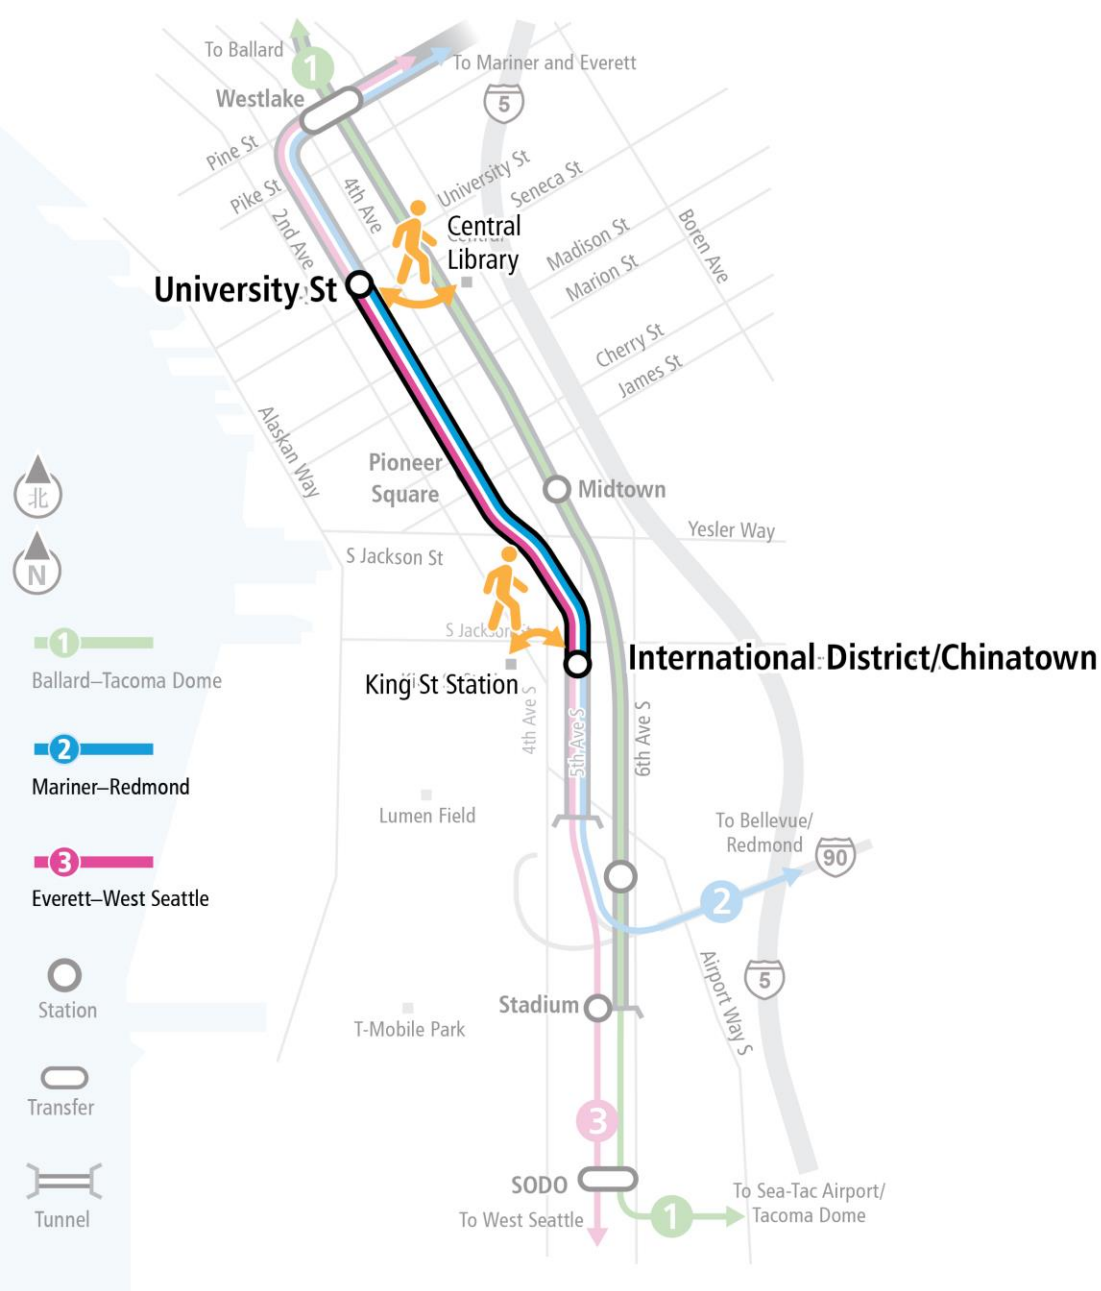 To Ballard
1
To Mariner and Everett
Westlake
5
Pine St
Pike St
4th Ave
2nd Ave
University St
Seneca St
Central
Library
Madison St
Marion St
Boren Ave
University St
Cherry St
James St
Alaskan Way
Pioneer
Square
Midtown
北
Yesler Way
S Jackson St
N
1
S Jackson St
Ballard–Tacoma Dome
International District/Chinatown
King St Station
4th Ave S
5th Ave S
6th Ave S
2
Mariner–Redmond
Lumen Field
To Bellevue/
Redmond
90
3
Everett–West Seattle
2
Airport Way S
5
Station
Stadium
T-Mobile Park
Transfer
3
SODO
To Sea-Tac Airport/
Tacoma Dome
To West Seattle
1
Tunnel